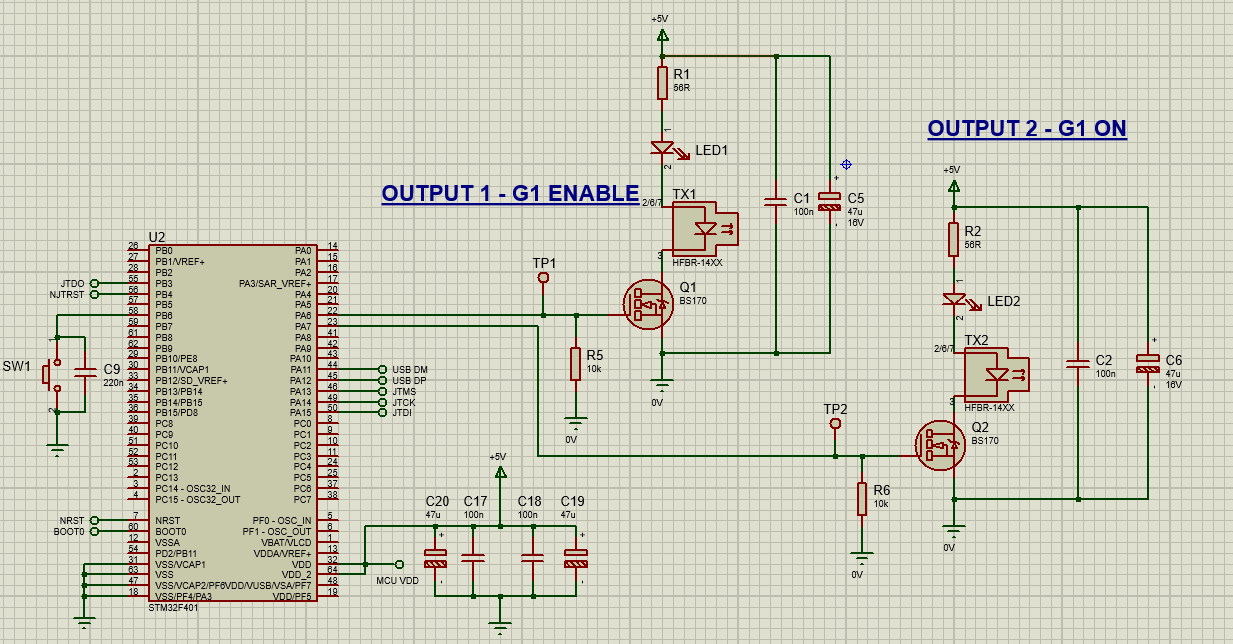 +5V
R1
56R
1
LED1
2
OUTPUT 1 - G1 ENABLE
2/6/7
TX1
3
HFBR-14XX
C1
100n
+
C5
47u
16V
-
Q1
BS170
0V
TP1
R5
10k
0V
OUTPUT 2 - G1 ON
+5V
R2
56R
1
LED2
2
2/6/7
TX2
3
HFBR-14XX
C2
100n
+
C6
47u
16V
-
Q2
BS170
0V
TP2
R6
10k
0V
U2
26 PB0 PA0 14
27 PB1/VREF+ PA1 15
28 PB2 PA2 16
JTDO 55 PB3 PA3/SAR_VREF+ 17
NJTRST 56 PB4 PA4 20
57 PB5 PA5 21
58 PB6 PA6 22
59 PB7 PA7 23
61 PB8 PA8 41
62 PB9 PA9 42
29 PB10/PE8 PA10 43
30 PB11/VCAP1 PA11 44 USB DM
33 PB12/SD_VREF+ PA12 45 USB DP
34 PB13/PB14 PA13 46 JTMS
35 PB14/PB15 PA14 49 JTCK
36 PB15/PD8 PA15 50 JTDI
39 PC8 PC0 8
40 PC9 PC1 9
51 PC10 PC2 10
52 PC11 PC3 11
53 PC12 PC4 24
2 PC13 PC5 25
3 PC14 - OSC32_IN PC6 37
4 PC15 - OSC32_OUT PC7 38
NRST 7 NRST PF0 - OSC_IN 5
BOOT0 60 BOOT0 PF1 - OSC_OUT 6
12 VSSA VBAT/VLCD 1
54 PD2/PB11 VDDA/VREF+ 13
31 VSS/VCAP1 VDD 32
63 VSS VDD_2 64
47 VSS/VCAP2/PF6 VDD/VUSB/VSA/PF7 48
18 VSS/PF4/PA3 VDD/PF5 19
STM32F401
SW1
1
2
C9
220n
MCU VDD
+5V
C20
47u
+
-
C17
100n
C18
100n
C19
47u
+
-